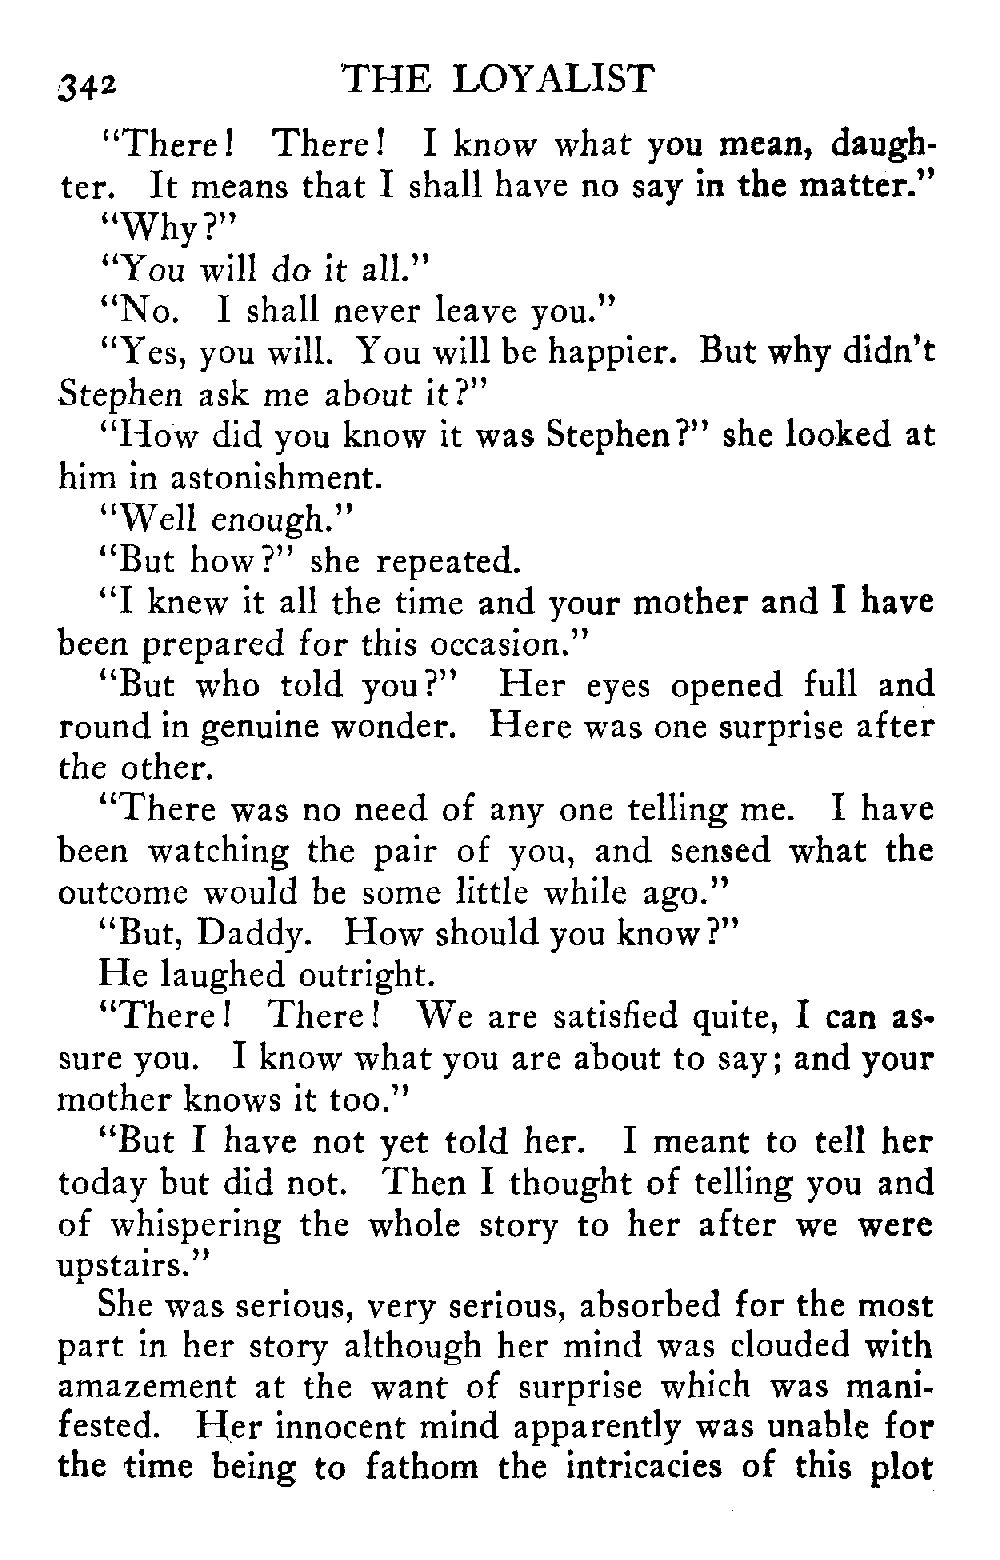 342 THE LOYALIST
"There! There! I know what you mean, daugh-
ter. It means that I shall have no say in the matter."
"Why?"
"You will do it all."
"No. I shall never leave you."
"Yes, you will. You will be happier. But why didn't
Stephen ask me about it?"
"How did you know it was Stephen?" she looked at
him in astonishment.
"Well enough."
"But how?" she repeated.
"I knew it all the time and your mother and I have
been prepared for this occasion."
"But who told you?" Her eyes opened full and
round in genuine wonder. Here was one surprise after
the other.
"There was no need of any one telling me. I have
been watching the pair of you, and sensed what the
outcome would be some little while ago."
"But, Daddy. How should you know?"
He laughed outright.
"There! There! We are satisfied quite, I can as-
sure you. I know what you are about to say; and your
mother knows it too."
"But I have not yet told her. I meant to tell her
today but did not. Then I thought of telling you and
of whispering the whole story to her after we were
upstairs."
She was serious, very serious, absorbed for the most
part in her story although her mind was clouded with
amazement at the want of surprise which was mani-
fested. Her innocent mind apparently was unable for
the time being to fathom the intricacies of this plot